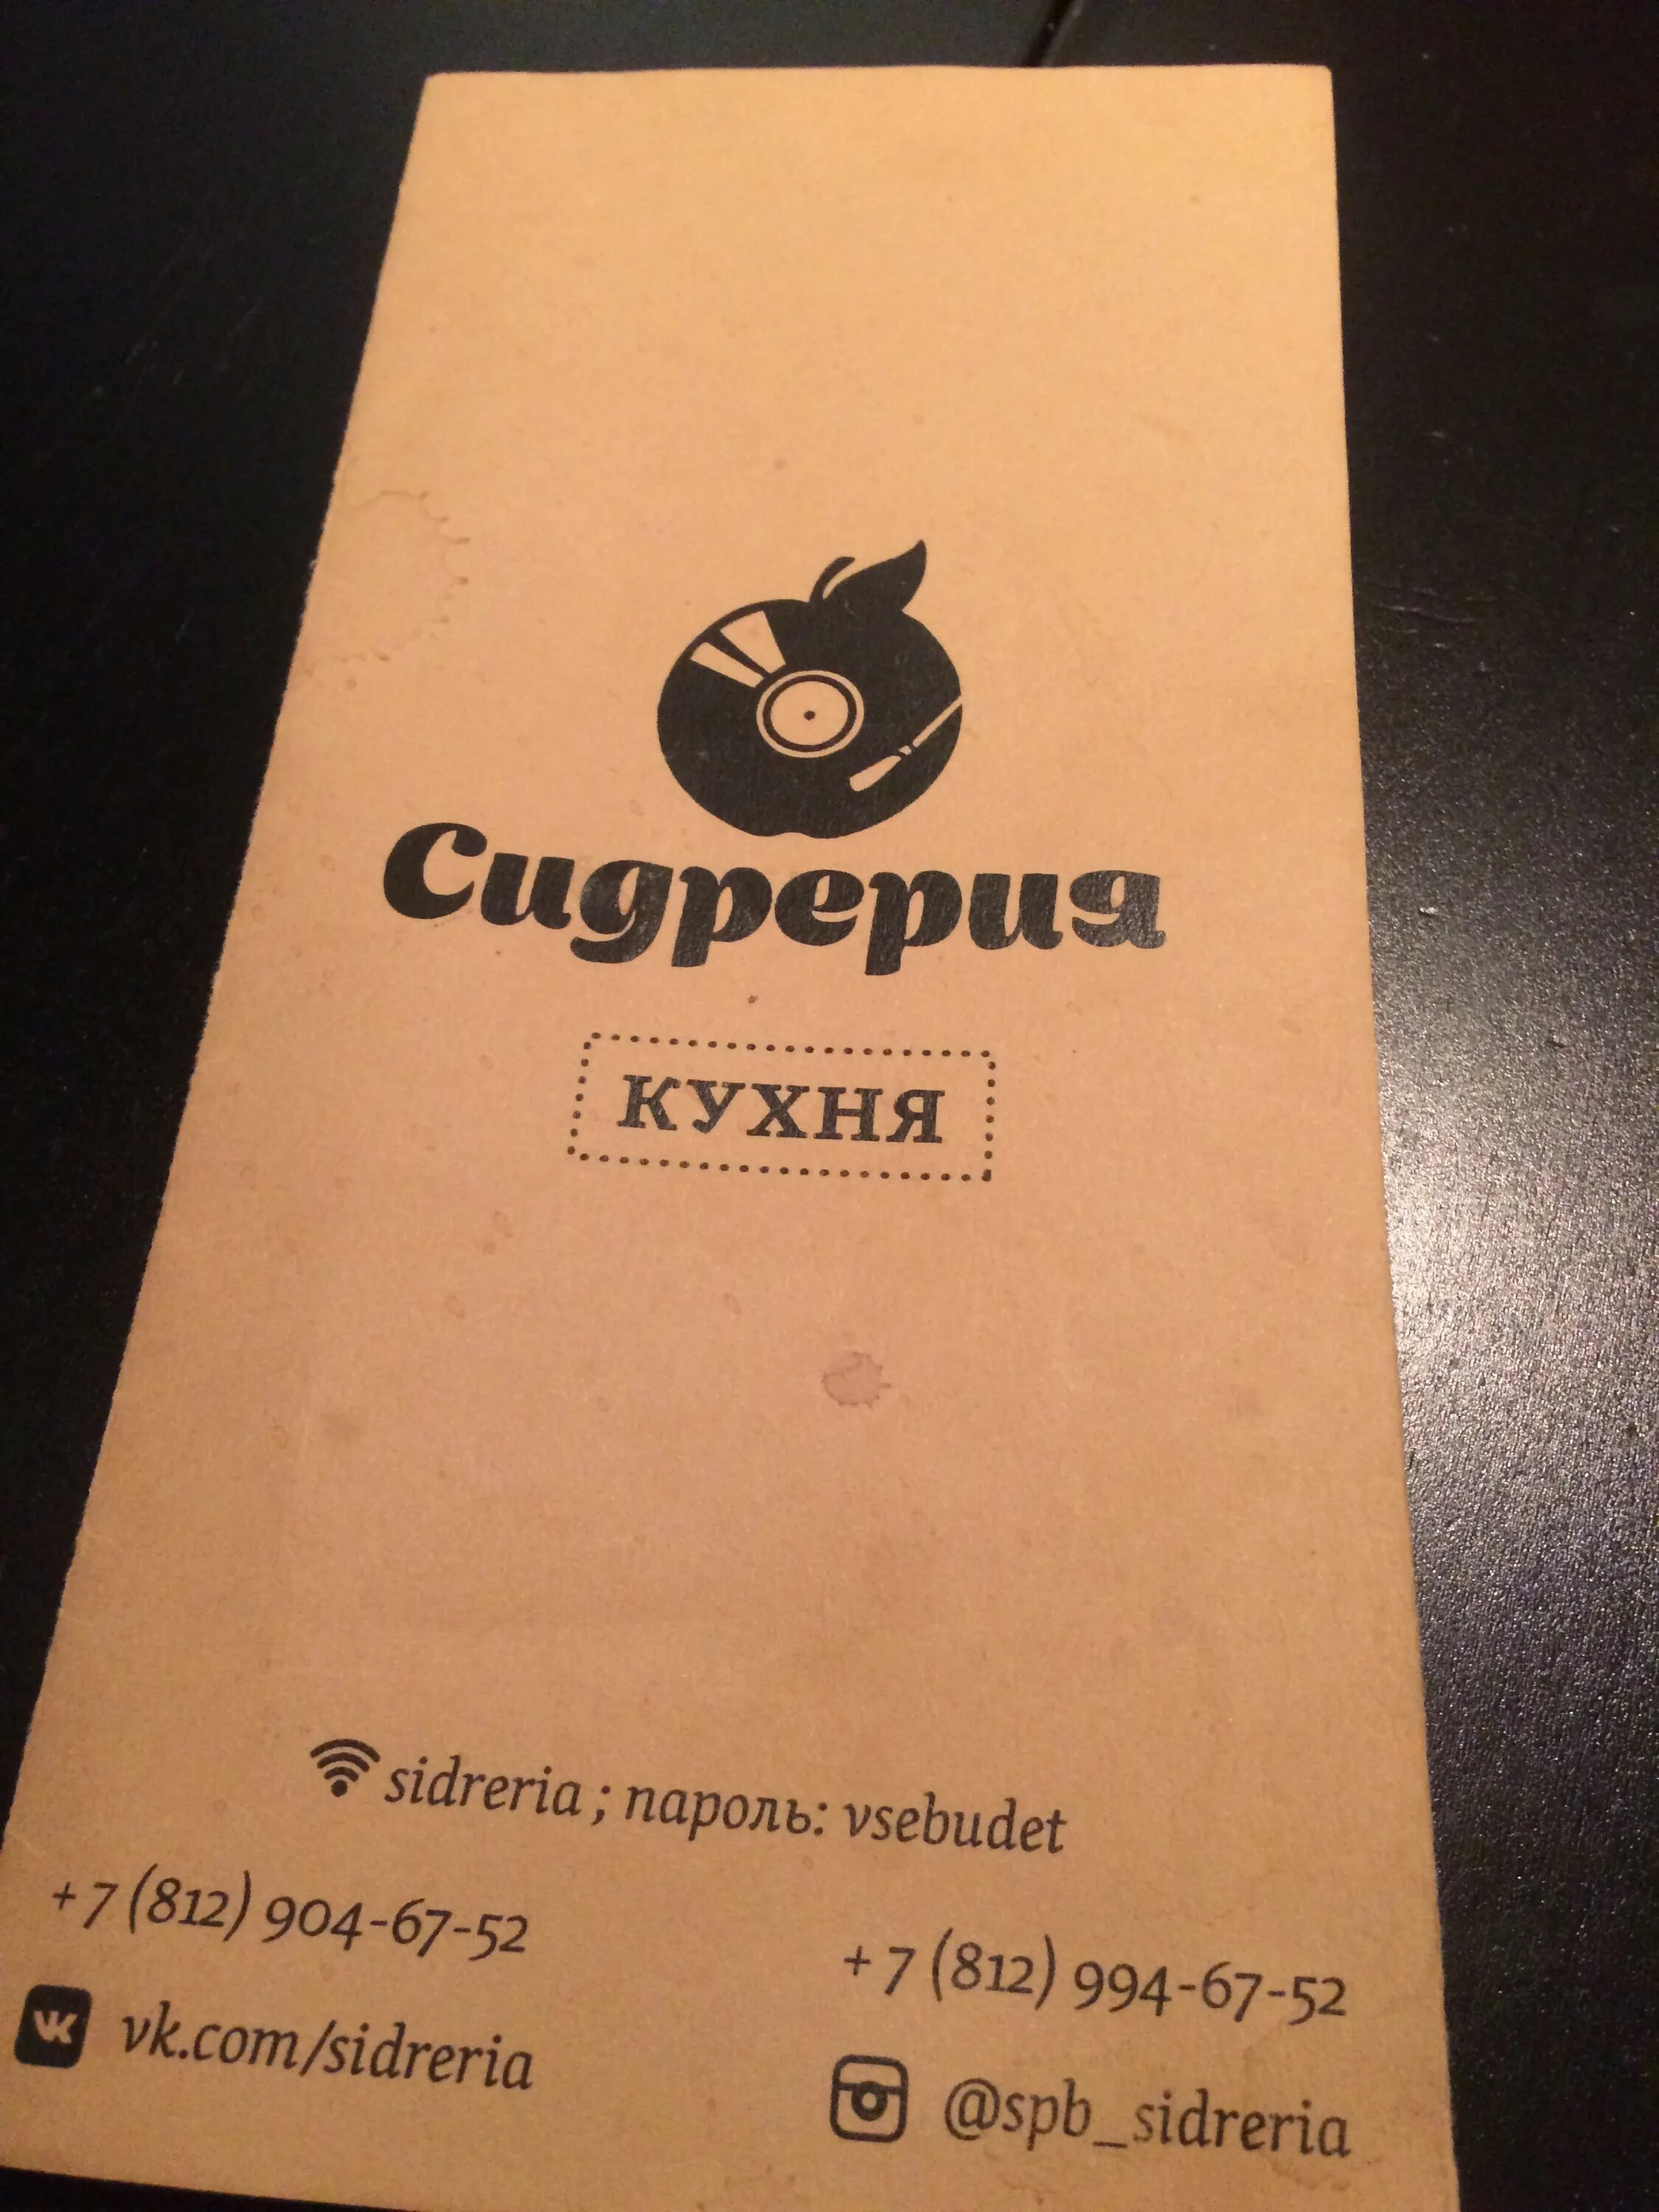 Сидрерия
КУХНЯ
sidreria ; пароль: vsebudet
+7 (812) 904-67-52
+7 (812) 994-67-52
vk.com/sidreria
@spb_sidreria